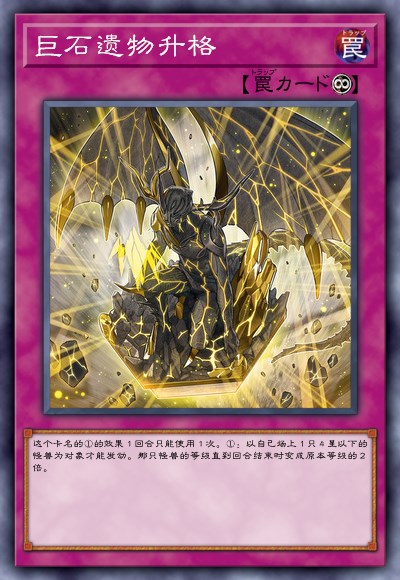 巨石遗物升格
トラップ
罠
トラップ
【罠カード】
这个卡名的①的效果1回合只能使用1次。①：以自己场上1只4星以下的
怪兽为对象才能发动。那只怪兽的等级直到回合结束时变成原本等级的2
倍。